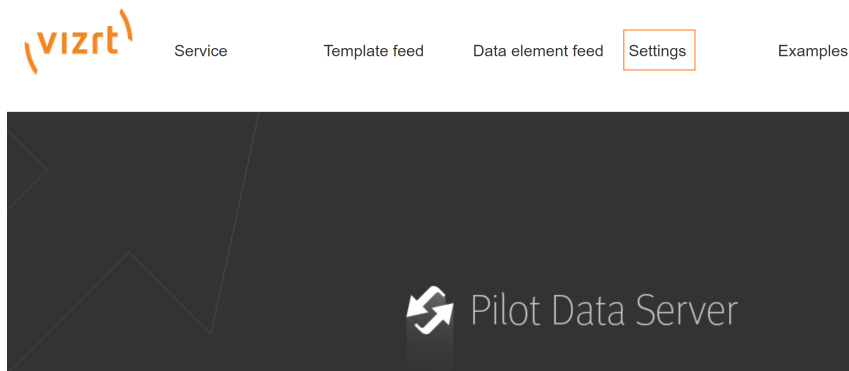 vizrt
Service Template feed Data element feed Settings Examples
Pilot Data Server